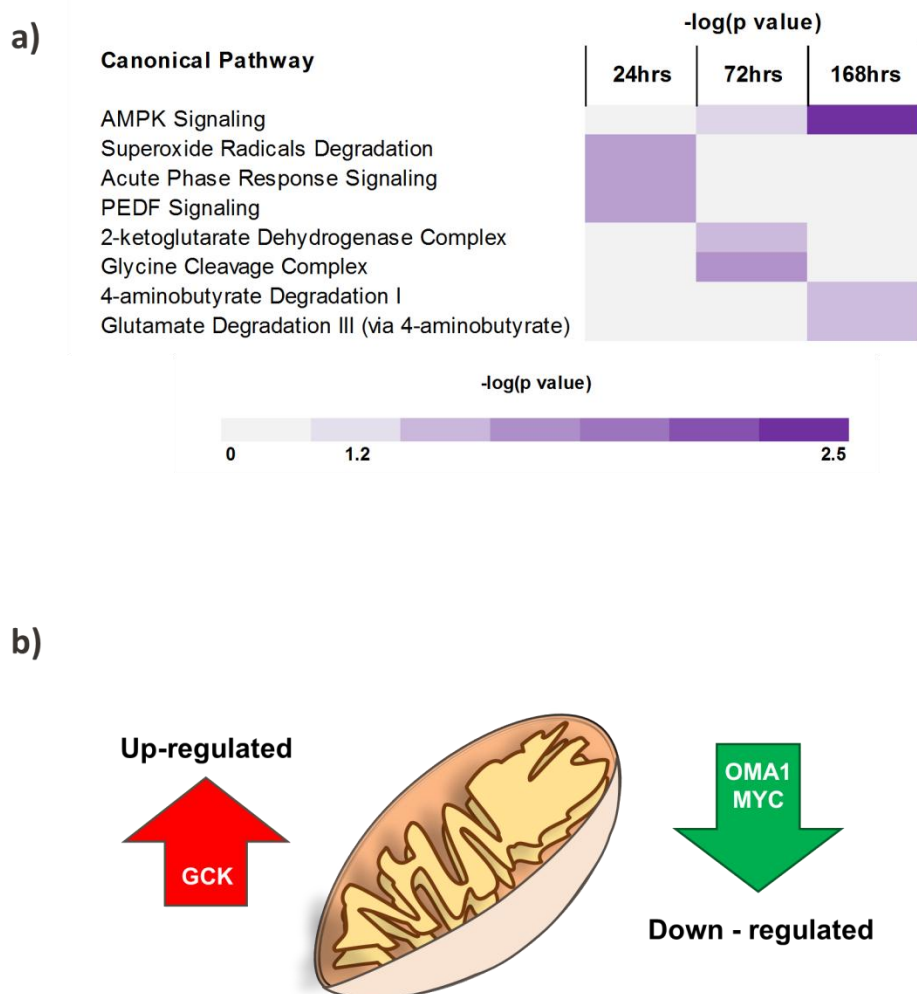 a)
-log(p value)
Canonical Pathway
24hrs 72hrs 168hrs
AMPK Signaling
Superoxide Radicals Degradation
Acute Phase Response Signaling
PEDF Signaling
2-ketoglutarate Dehydrogenase Complex
Glycine Cleavage Complex
4-aminobutyrate Degradation I
Glutamate Degradation III (via 4-aminobutyrate)
-log(p value)
0 1.2 2.5
b)
Up-regulated
GCK
OMA1
MYC
Down - regulated